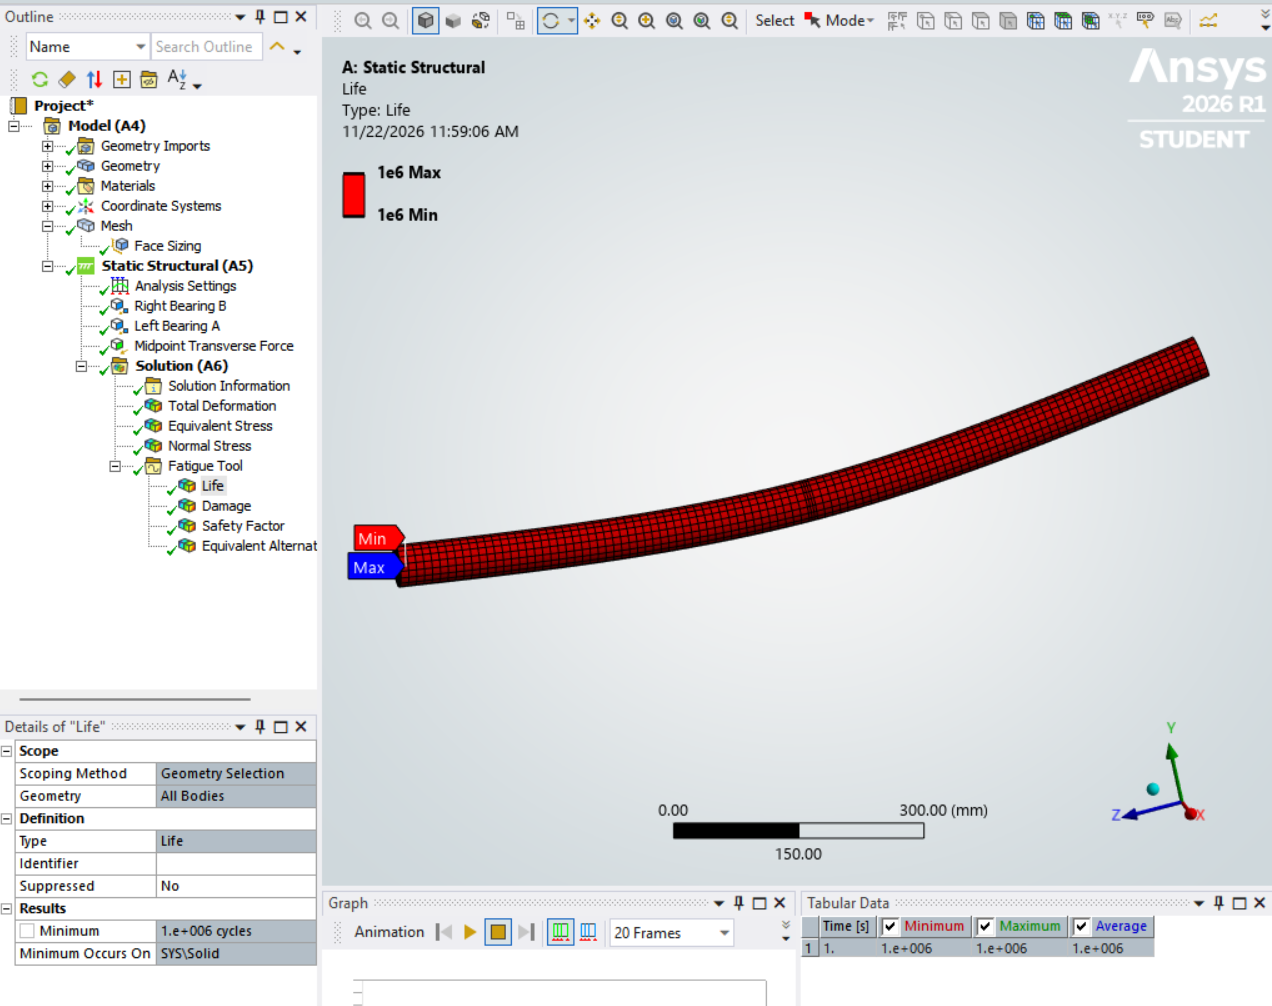 Outline
Name
Search Outline
Project*
Model (A4)
Geometry Imports
Geometry
Materials
Coordinate Systems
Mesh
Face Sizing
Static Structural (A5)
Analysis Settings
Right Bearing B
Left Bearing A
Midpoint Transverse Force
Solution (A6)
Solution Information
Total Deformation
Equivalent Stress
Normal Stress
Fatigue Tool
Life
Damage
Safety Factor
Equivalent Alternat
Details of "Life"
Scope
Scoping Method Geometry Selection
Geometry All Bodies
Definition
Type Life
Identifier
Suppressed No
Results
Minimum 1.e+006 cycles
Minimum Occurs On SYS\Solid
Select Mode
A: Static Structural
Life
Type: Life
11/22/2026 11:59:06 AM
1e6 Max
1e6 Min
Ansys
2026 R1
STUDENT
Min
Max
0.00 300.00 (mm)
150.00
Y
Z X
Graph
Animation 20 Frames
Tabular Data
Time [s] Minimum Maximum Average
1 1. 1.e+006 1.e+006 1.e+006